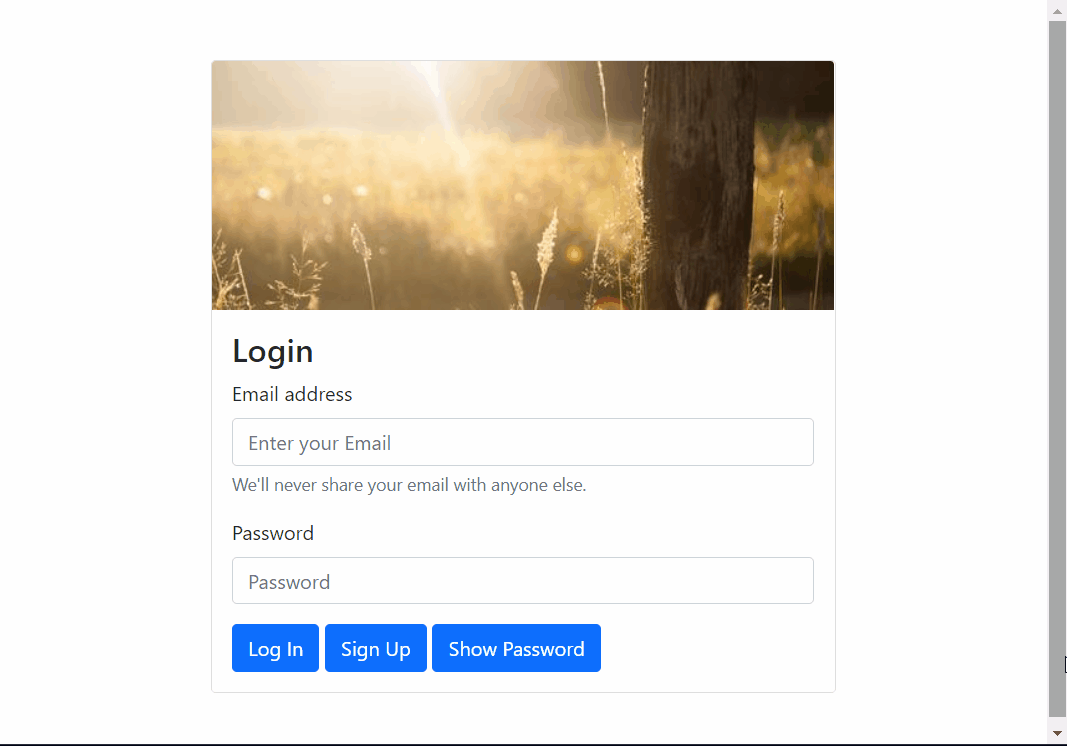 Login
Email address
Enter your Email
We'll never share your email with anyone else.
Password
Password
Log In Sign Up Show Password